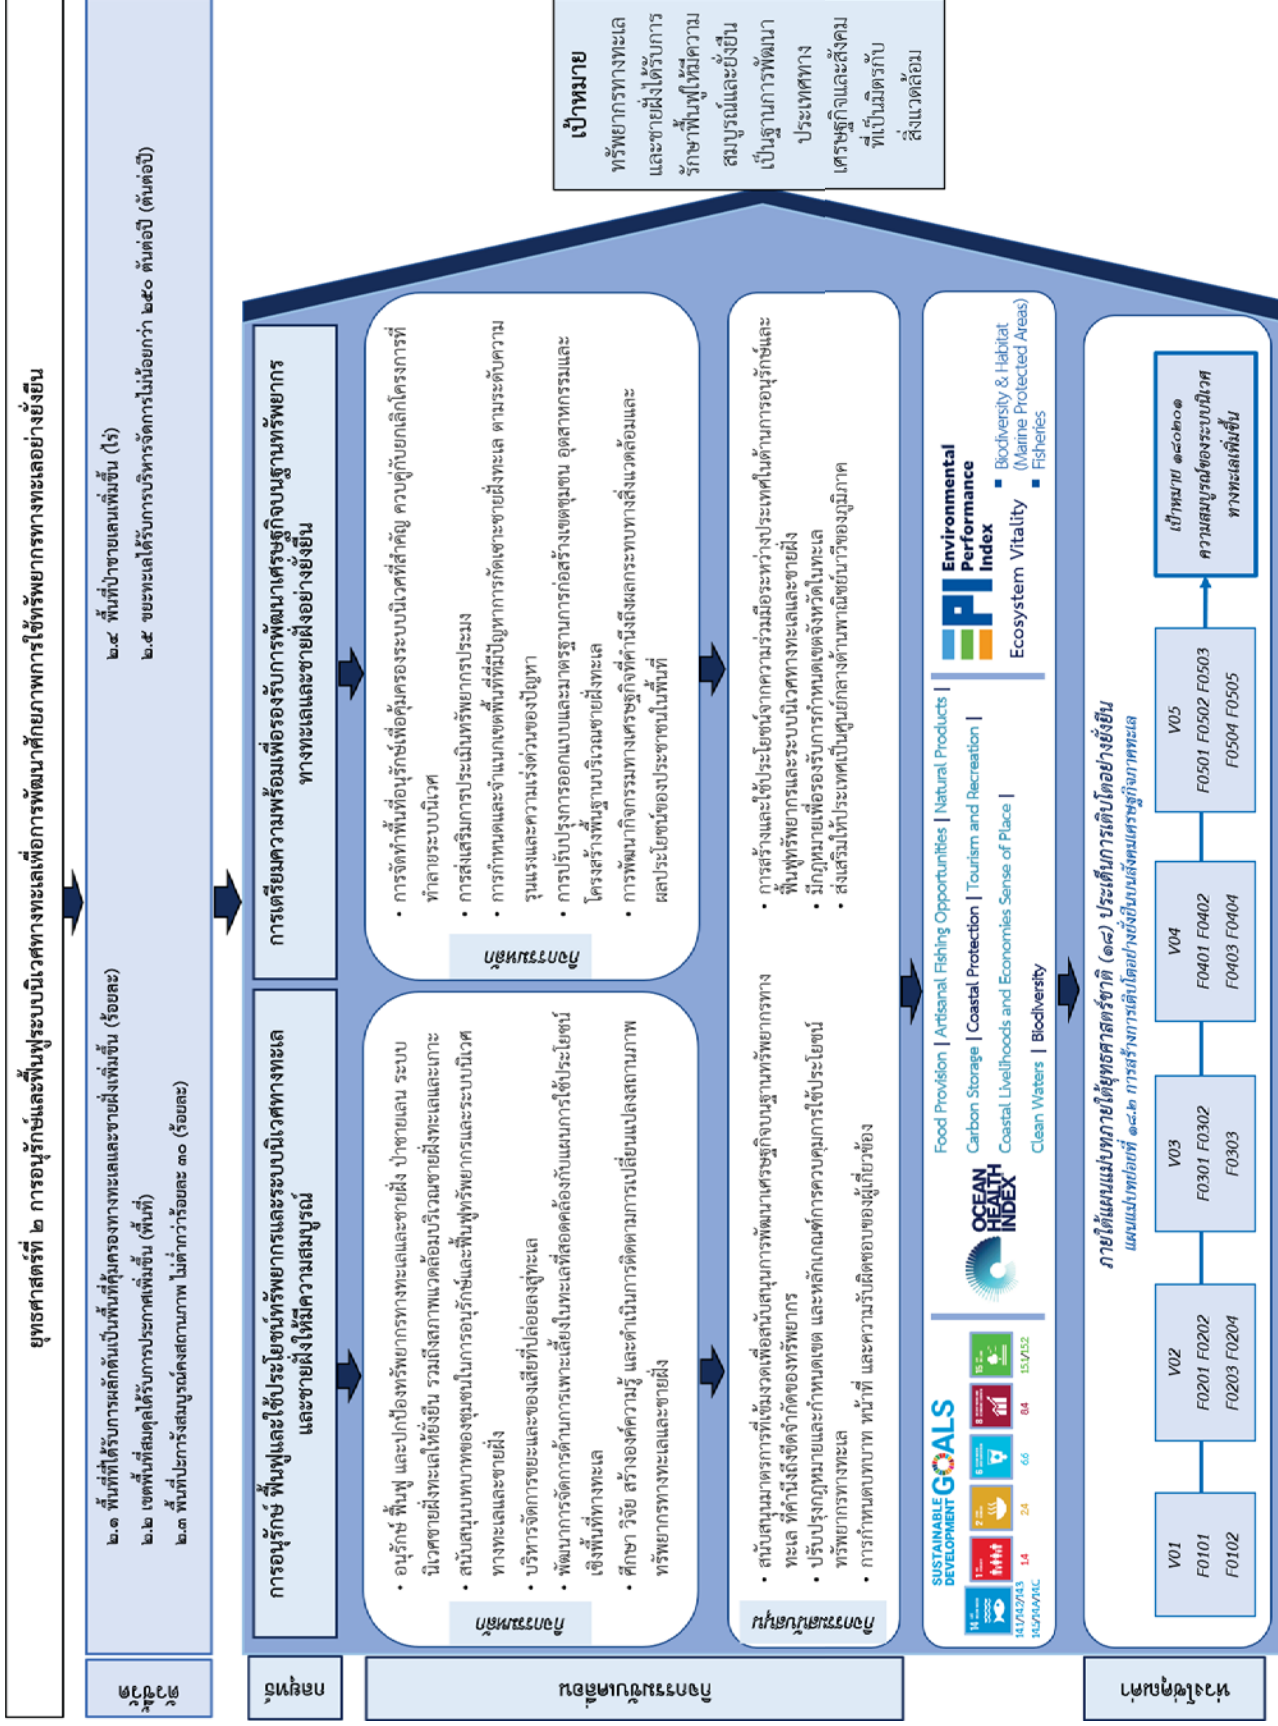 ยุทธศาสตร์ที่ ๒ การอนุรักษ์และฟื้นฟูระบบนิเวศทางทะเลเพื่อการพัฒนาศักยภาพการใช้ทรัพยากรทางทะเลอย่างยั่งยืน
ตัวชี้วัด
๒.๑ พื้นที่ที่ได้รับการผลักดันเป็นพื้นที่คุ้มครองทางทะเลและชายฝั่งเพิ่มขึ้น (ร้อยละ)
๒.๒ เขตพื้นที่สมดุลได้รับการประกาศเพิ่มขึ้น (พื้นที่)
๒.๓ พื้นที่ปะการังสมบูรณ์คงสถานภาพ ไม่ต่ำกว่าร้อยละ ๓๐ (ร้อยละ)
๒.๔ พื้นที่ป่าชายเลนเพิ่มขึ้น (ไร่)
๒.๕ ขยะทะเลได้รับการบริหารจัดการไม่น้อยกว่า ๒๕๐ ตันต่อปี (ตันต่อปี)
กลยุทธ์
การอนุรักษ์ ฟื้นฟูและใช้ประโยชน์ทรัพยากรและระบบนิเวศทางทะเล
และชายฝั่งให้มีความสมบูรณ์
การเตรียมความพร้อมเพื่อรองรับการพัฒนาเศรษฐกิจบนฐานทรัพยากร
ทางทะเลและชายฝั่งอย่างยั่งยืน
กิจกรรมขับเคลื่อน
กิจกรรมหลัก
• อนุรักษ์ ฟื้นฟู และปกป้องทรัพยากรทางทะเลและชายฝั่ง ป่าชายเลน ระบบ
นิเวศชายฝั่งทะเลให้ยั่งยืน รวมถึงสภาพแวดล้อมบริเวณชายฝั่งทะเลและเกาะ
• สนับสนุนบทบาทของชุมชนในการอนุรักษ์และฟื้นฟูทรัพยากรและระบบนิเวศ
ทางทะเลและชายฝั่ง
• บริหารจัดการขยะและของเสียที่ปล่อยลงสู่ทะเล
• พัฒนาการจัดการด้านการเพาะเลี้ยงในทะเลที่สอดคล้องกับแผนการใช้ประโยชน์
เชิงพื้นที่ทางทะเล
• ศึกษา วิจัย สร้างองค์ความรู้ และดำเนินการติดตามการเปลี่ยนแปลงสถานภาพ
ทรัพยากรทางทะเลและชายฝั่ง
กิจกรรมหลัก
• การจัดทำพื้นที่อนุรักษ์เพื่อคุ้มครองระบบนิเวศที่สำคัญ ควบคู่กับยกเลิกโครงการที่
ทำลายระบบนิเวศ
• การส่งเสริมการประเมินทรัพยากรประมง
• การกำหนดและจำแนกเขตพื้นที่ที่มีปัญหาการกัดเซาะชายฝั่งทะเล ตามระดับความ
รุนแรงและความเร่งด่วนของปัญหา
• การปรับปรุงการออกแบบและมาตรฐานการก่อสร้างเขตชุมชน อุตสาหกรรมและ
โครงสร้างพื้นฐานบริเวณชายฝั่งทะเล
• การพัฒนากิจกรรมทางเศรษฐกิจที่คำนึงถึงผลกระทบทางสิ่งแวดล้อมและ
ผลประโยชน์ของประชาชนในพื้นที่
กิจกรรมสนับสนุน
• สนับสนุนมาตรการที่เข้มงวดเพื่อสนับสนุนการพัฒนาเศรษฐกิจบนฐานทรัพยากรทาง
ทะเล ที่คำนึงถึงขีดจำกัดของทรัพยากร
• ปรับปรุงกฎหมายและกำหนดเขต และหลักเกณฑ์การควบคุมการใช้ประโยชน์
ทรัพยากรทางทะเล
• การกำหนดบทบาท หน้าที่ และความรับผิดชอบของผู้เกี่ยวข้อง
• การสร้างและใช้ประโยชน์จากความร่วมมือระหว่างประเทศในด้านการอนุรักษ์และ
ฟื้นฟูทรัพยากรและระบบนิเวศทางทะเลและชายฝั่ง
• มีกฎหมายเพื่อรองรับการกำหนดเขตจังหวัดในทะเล
• ส่งเสริมให้ประเทศเป็นศูนย์กลางด้านพาณิชย์นาวีของภูมิภาค
SUSTAINABLE
DEVELOPMENT GOALS
14.1/14.2/14.3
14.5/14.A/14.C
1.4
2.4
6.6
8.4
15.1/15.2
OCEAN
HEALTH
INDEX
Food Provision | Artisanal Fishing Opportunities | Natural Products |
Carbon Storage | Coastal Protection | Tourism and Recreation |
Coastal Livelihoods and Economies Sense of Place |
Clean Waters | Biodiversity
EPI
Environmental
Performance
Index
Ecosystem Vitality
▪ Biodiversity & Habitat
(Marine Protected Areas)
▪ Fisheries
ห่วงโซ่คุณค่า
ภายใต้แผนแม่บทภายใต้ยุทธศาสตร์ชาติ (๑๘) ประเด็นการเติบโตอย่างยั่งยืน
แผนแม่บทย่อยที่ ๑๘.๒ การสร้างการเติบโตอย่างยั่งยืนบนสังคมเศรษฐกิจภาคทะเล
V01
F0101
F0102
V02
F0201 F0202
F0203 F0204
V03
F0301 F0302
F0303
V04
F0401 F0402
F0403 F0404
V05
F0501 F0502 F0503
F0504 F0505
เป้าหมาย ๑๘๐๒๐๑
ความสมบูรณ์ของระบบนิเวศ
ทางทะเลเพิ่มขึ้น
เป้าหมาย
ทรัพยากรทางทะเล
และชายฝั่งได้รับการ
รักษาฟื้นฟูให้มีความ
สมบูรณ์และยั่งยืน
เป็นฐานการพัฒนา
ประเทศทาง
เศรษฐกิจและสังคม
ที่เป็นมิตรกับ
สิ่งแวดล้อม